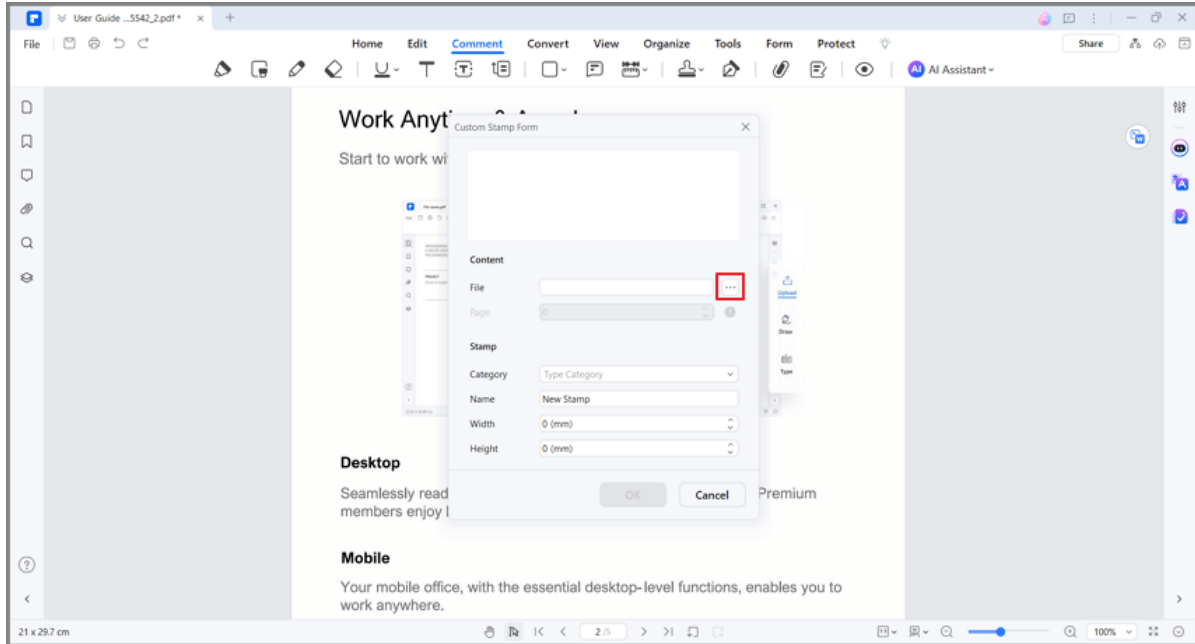 User Guide ...5542_2.pdf *
File Home Edit Comment Convert View Organize Tools Form Protect Share
AI AI Assistant
Work Anyti
Start to work wi
Custom Stamp Form
Content
File
Page 0
Stamp
Category Type Category
Name New Stamp
Width 0 (mm)
Height 0 (mm)
OK Cancel
Upload
Draw
Type
Desktop
Seamlessly read Premium
members enjoy
Mobile
Your mobile office, with the essential desktop-level functions, enables you to
work anywhere.
21 x 29.7 cm 2 /5 100%